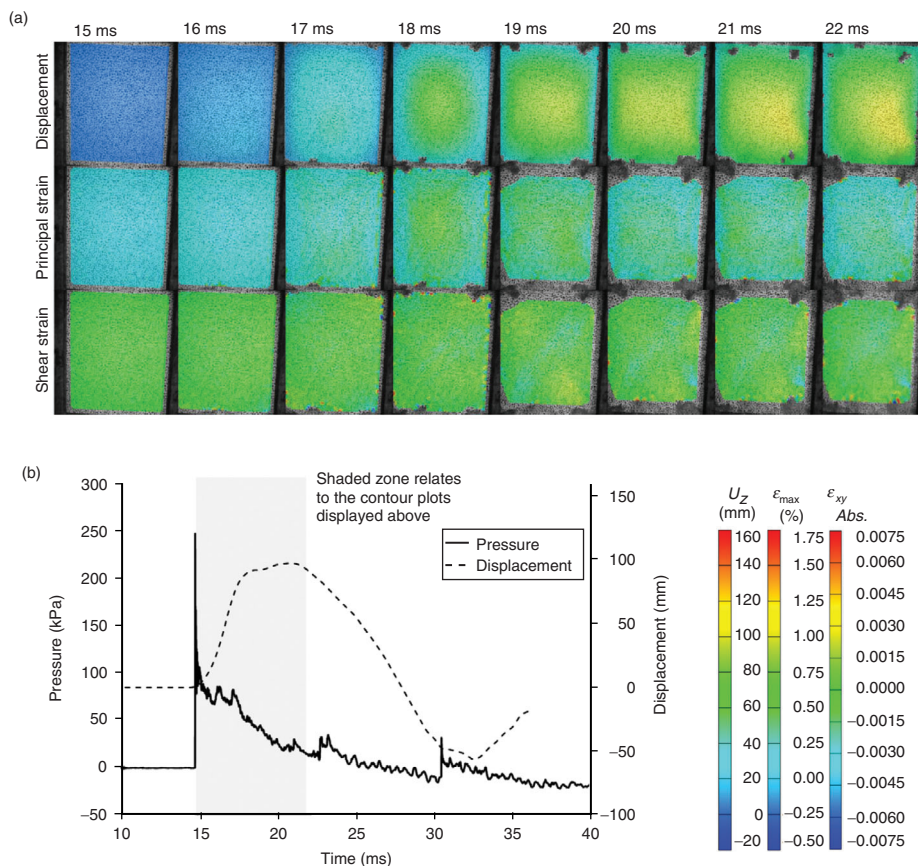 (a)
15 ms 16 ms 17 ms 18 ms 19 ms 20 ms 21 ms 22 ms
Displacement
Principal strain
Shear strain
(b)
Shaded zone relates
to the contour plots
displayed above
Pressure
Displacement
Pressure (kPa)
300
250
200
150
100
50
0
−50
150
100
50
0
−50
−100
Displacement (mm)
10 15 20 25 30 35 40
Time (ms)
U_Z ε_max ε_xy
(mm) (%) Abs.
160 1.75 0.0075
140 1.50 0.0060
120 1.25 0.0045
100 1.00 0.0030
80 0.75 0.0015
60 0.50 0.0000
40 0.25 −0.0015
20 0.00 −0.0030
0 −0.25 −0.0045
−20 −0.50 −0.0060
−0.0075